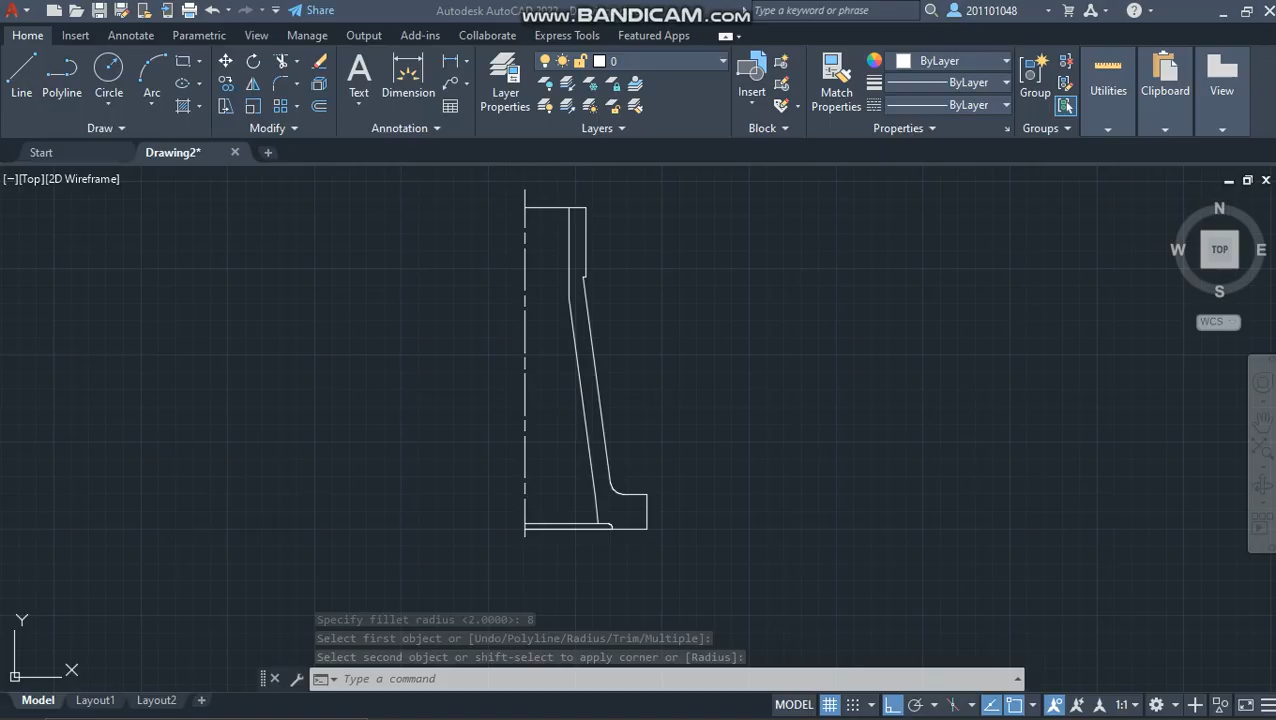 Share
Autodesk AutoCAD 2022
www.BANDICAM.com
Type a keyword or phrase
201101048
Home Insert Annotate Parametric View Manage Output Add-ins Collaborate Express Tools Featured Apps
0
ByLayer
ByLayer
ByLayer
Line Polyline Circle Arc
Text Dimension
Layer
Properties
Insert
Match
Properties
Group
Utilities Clipboard View
Draw Modify Annotation Layers Block Properties Groups
Start Drawing2*
[−][Top][2D Wireframe]
N
W TOP E
S
WCS
Y
X
Specify fillet radius <2.0000>: 8
Select first object or [Undo/Polyline/Radius/Trim/Multiple]:
Select second object or shift-select to apply corner or [Radius]:
Type a command
Model Layout1 Layout2
MODEL 1:1